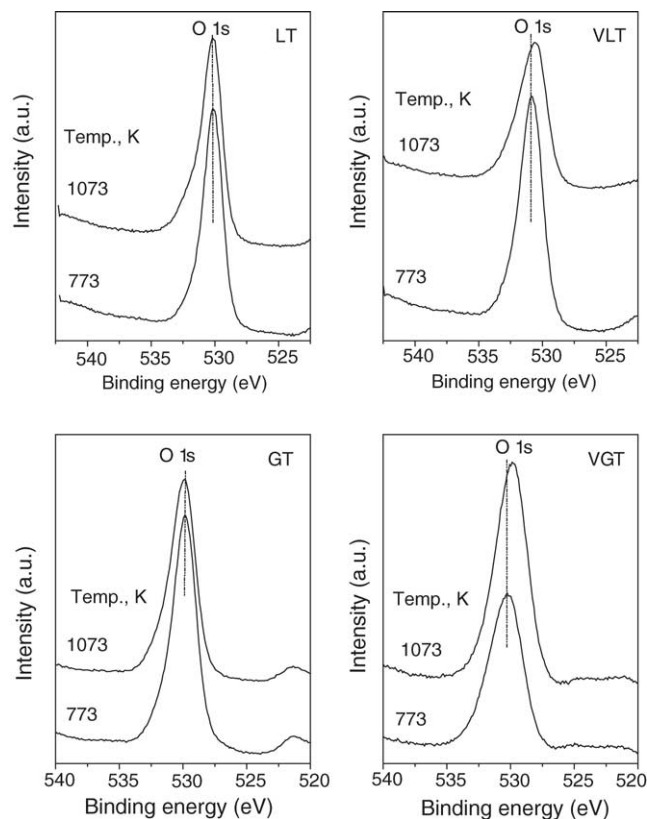 O 1s
LT
Temp., K
1073
773
Intensity (a.u.)
540 535 530 525
Binding energy (eV)
O 1s
VLT
Temp., K
1073
773
Intensity (a.u.)
540 535 530 525
Binding energy (eV)
O 1s
GT
Temp., K
1073
773
Intensity (a.u.)
540 535 530 525 520
Binding energy (eV)
O 1s
VGT
Temp., K
1073
773
Intensity (a.u.)
540 535 530 525 520
Binding energy (eV)